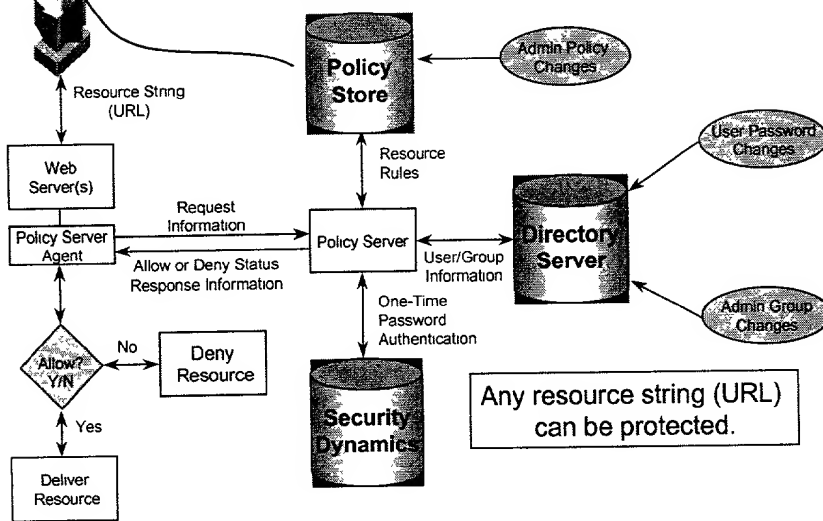 Policy
Store
Admin Policy
Changes
Resource String
(URL)
User Password
Changes
Web
Server(s)
Resource
Rules
Request
Information
Policy Server
Agent
Policy Server
Directory
Server
Allow or Deny Status
Response Information
User/Group
Information
One-Time
Password
Authentication
Admin Group
Changes
Allow?
Y/N
No
Deny
Resource
Security
Dynamics
Any resource string (URL)
can be protected.
Yes
Deliver
Resource